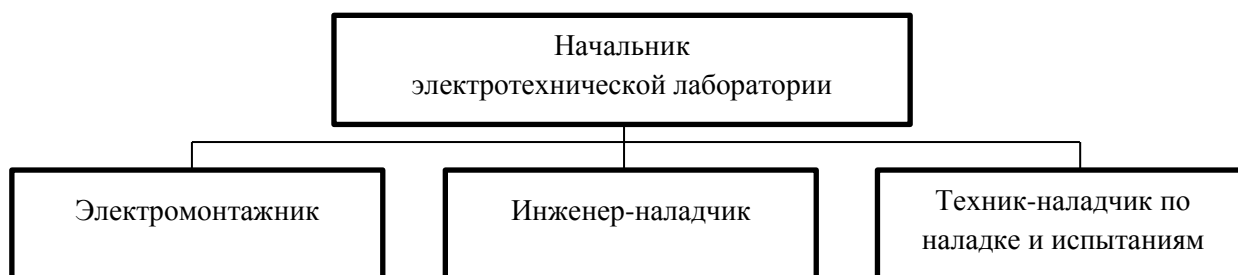 Начальник
электротехнической лаборатории
Электромонтажник
Инженер-наладчик
Техник-наладчик по
наладке и испытаниям